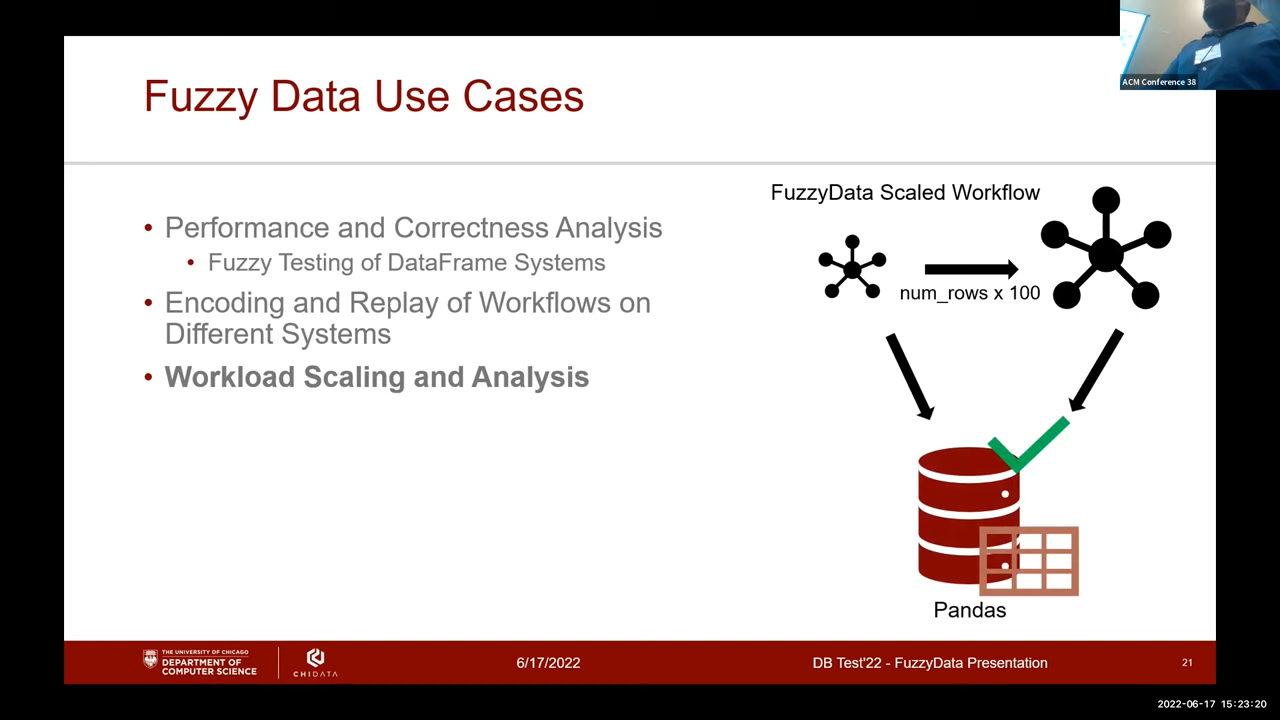 ACM Conference 38
Fuzzy Data Use Cases
• Performance and Correctness Analysis
• Fuzzy Testing of DataFrame Systems
• Encoding and Replay of Workflows on
Different Systems
• Workload Scaling and Analysis
FuzzyData Scaled Workflow
num_rows x 100
Pandas
THE UNIVERSITY OF CHICAGO
DEPARTMENT OF
COMPUTER SCIENCE
CHIDATA
6/17/2022
DB Test'22 - FuzzyData Presentation
21
2022-06-17 15:23:20